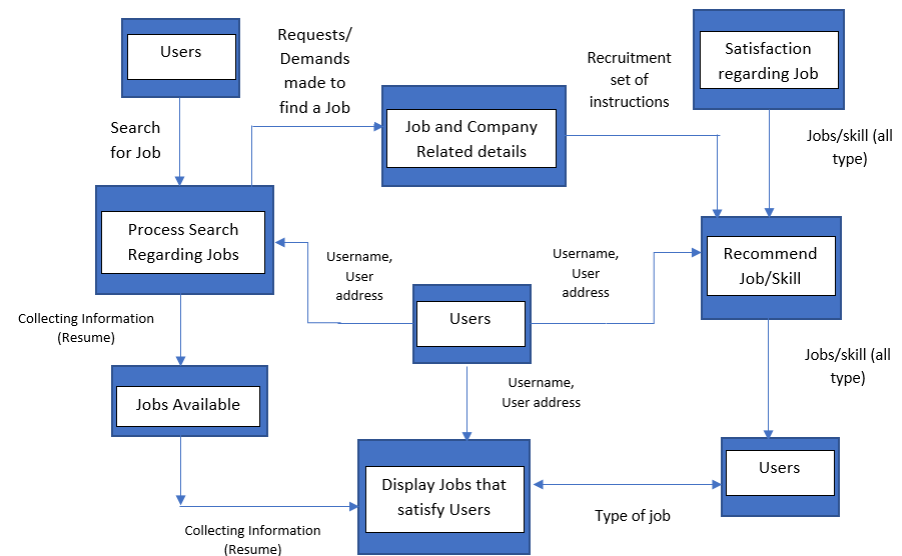 Users
Requests/
Demands
made to
find a Job
Recruitment
set of
instructions
Satisfaction
regarding Job
Search
for Job
Job and Company
Related details
Jobs/skill (all
type)
Process Search
Regarding Jobs
Username,
User
address
Username,
User
address
Recommend
Job/Skill
Collecting Information
(Resume)
Users
Jobs/skill (all
type)
Jobs Available
Username,
User address
Display Jobs that
satisfy Users
Users
Type of job
Collecting Information
(Resume)